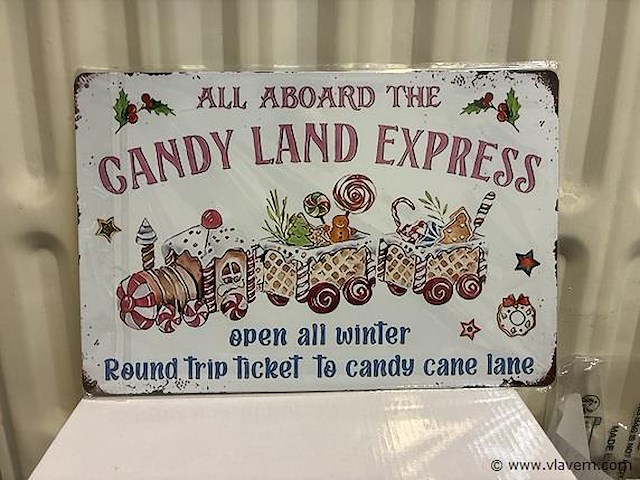 ALL ABOARD THE
CANDY LAND EXPRESS
open all winter
Round trip ticket to candy cane lane
MADE
© www.vlavem.com